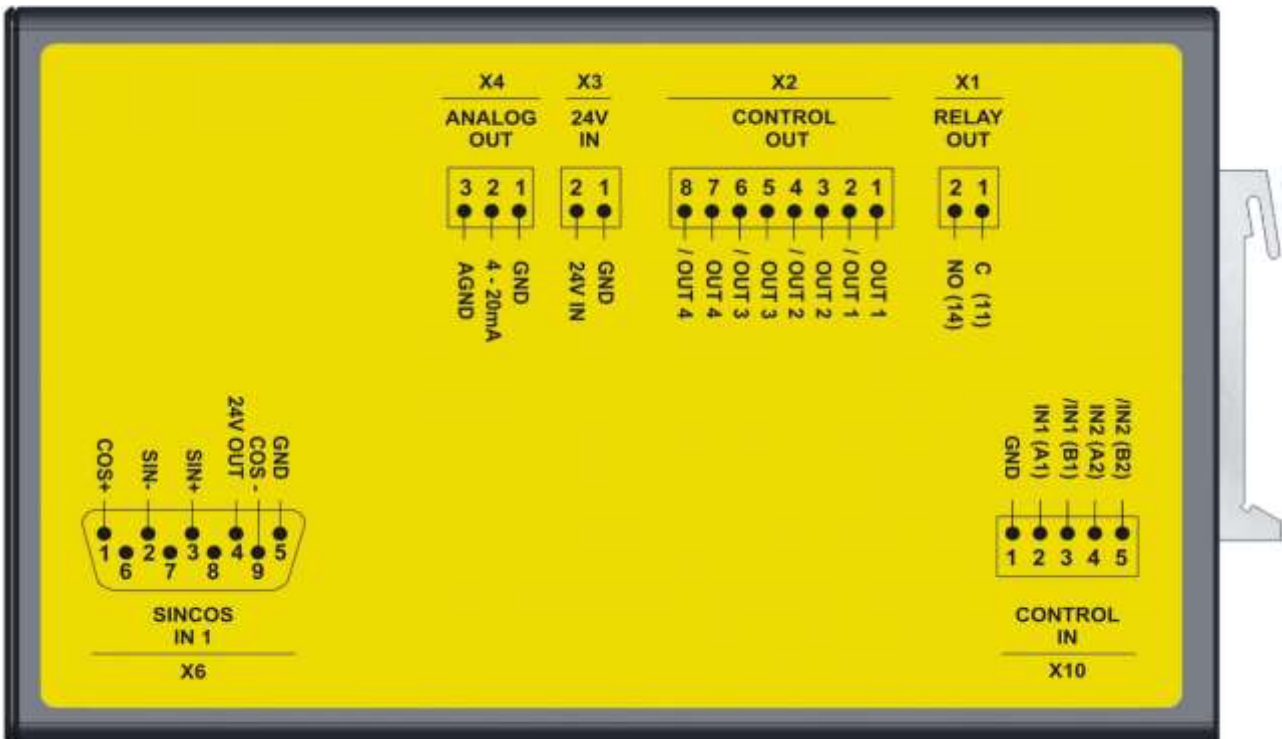 X4
ANALOG
OUT
3 2 1
AGND
4 - 20mA
GND
X3
24V
IN
2 1
24V IN
GND
X2
CONTROL
OUT
8 7 6 5 4 3 2 1
/ OUT 4
OUT 4
/ OUT 3
OUT 3
/ OUT 2
OUT 2
/ OUT 1
OUT 1
X1
RELAY
OUT
2 1
NO (14)
C (11)
COS+
SIN-
SIN+
24V OUT
COS -
GND
1 2 3 4 5
6 7 8 9
SINCOS
IN 1
X6
GND
IN1 (A1)
/IN1 (B1)
IN2 (A2)
/IN2 (B2)
1 2 3 4 5
CONTROL
IN
X10